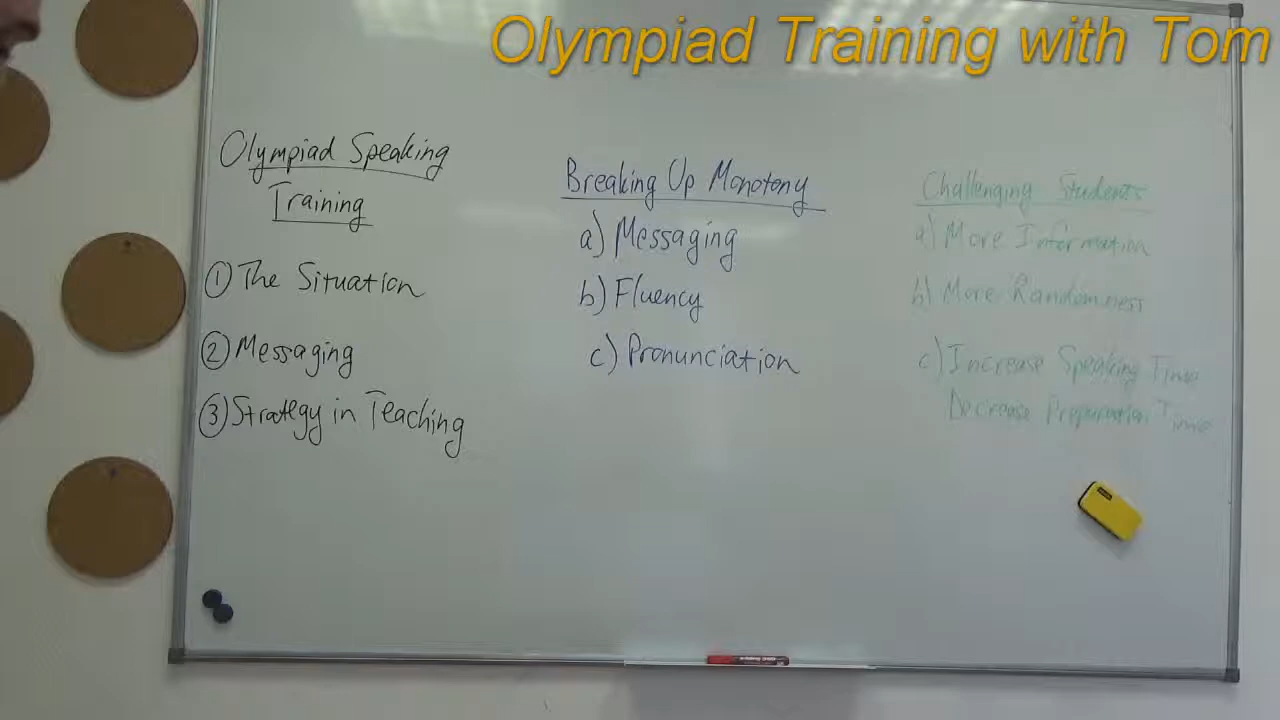 Olympiad Training with Tom
Olympiad Speaking
Training
① The Situation
② Messaging
③ Strategy in Teaching
Breaking Up Monotony
a) Messaging
b) Fluency
c) Pronunciation
Challenging Students
a) More Information
b) More Randomness
c) Increase Speaking Time
Decrease Preparation Time